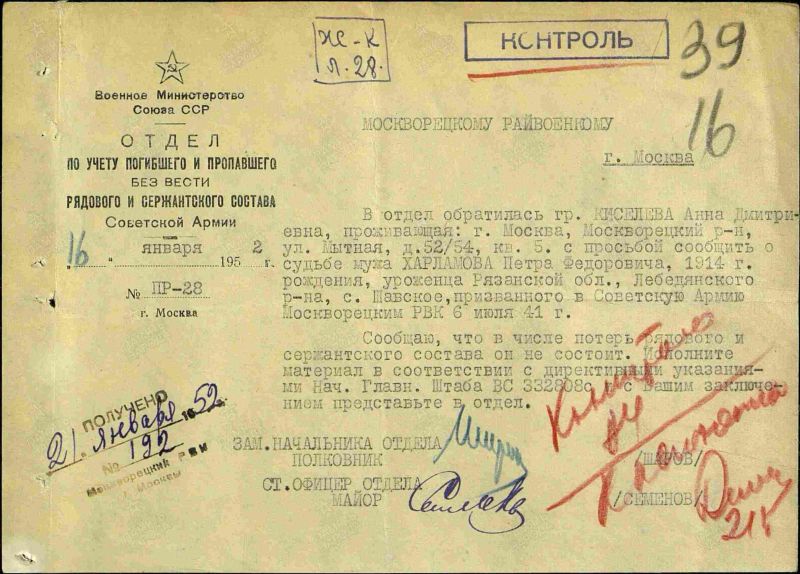 ЖС-К
Л.28.
КОНТРОЛЬ
39
16
Военное Министерство
Союза ССР
ОТДЕЛ
ПО УЧЕТУ ПОГИБШЕГО И ПРОПАВШЕГО
БЕЗ ВЕСТИ
РЯДОВОГО И СЕРЖАНТСКОГО СОСТАВА
Советской Армии
"16" января 1952 г.
№ ПР-28
г. Москва
МОСКВОРЕЦКОМУ РАЙВОЕНКОМУ
г. Москва
В отдел обратилась гр. КИСЕЛЕВА Анна Дмитри-
евна, проживающая: г. Москва, Москворецкий р-н,
ул. Мытная, д.52/54, кв. 5. с просьбой сообщить о
судьбе мужа ХАРЛАМОВА Петра Федоровича, 1914 г.
рождения, уроженца Рязанской обл., Лебедянского
р-на, с. Шавское, призванного в Советскую Армию
Москворецким РВК 6 июля 41 г.
Сообщаю, что в числе потерь рядового и
сержантского состава он не состоит. Исполните
материал в соответствии с директивными указания-
ми Нач. Главн. Штаба ВС 332808с и с Вашим заключе-
нием представьте в отдел.
ЗАМ.НАЧАЛЬНИКА ОТДЕЛА
ПОЛКОВНИК /ШАРОВ/
СТ.ОФИЦЕР ОТДЕЛА
МАЙОР /СЕМЕНОВ/
ПОЛУЧЕНО
21 января 1952
№ 192
Москворецкий РВК
г. Москвы